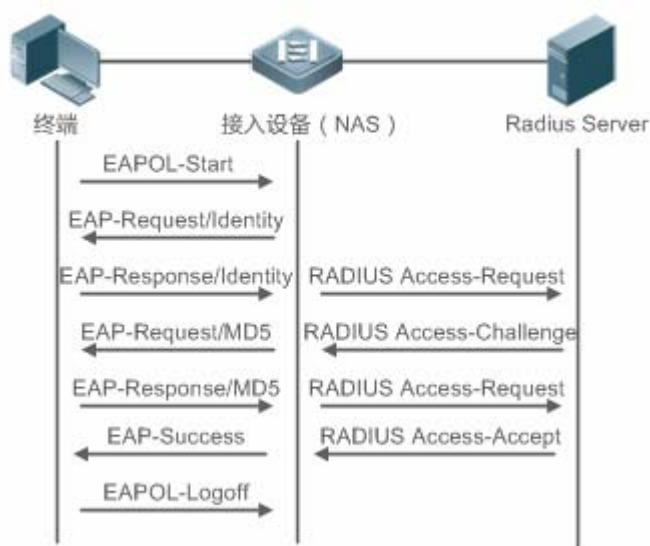 终端
接入设备（NAS）
Radius Server
EAPOL-Start
EAP-Request/Identity
EAP-Response/Identity
RADIUS Access-Request
EAP-Request/MD5
RADIUS Access-Challenge
EAP-Response/MD5
RADIUS Access-Request
EAP-Success
RADIUS Access-Accept
EAPOL-Logoff